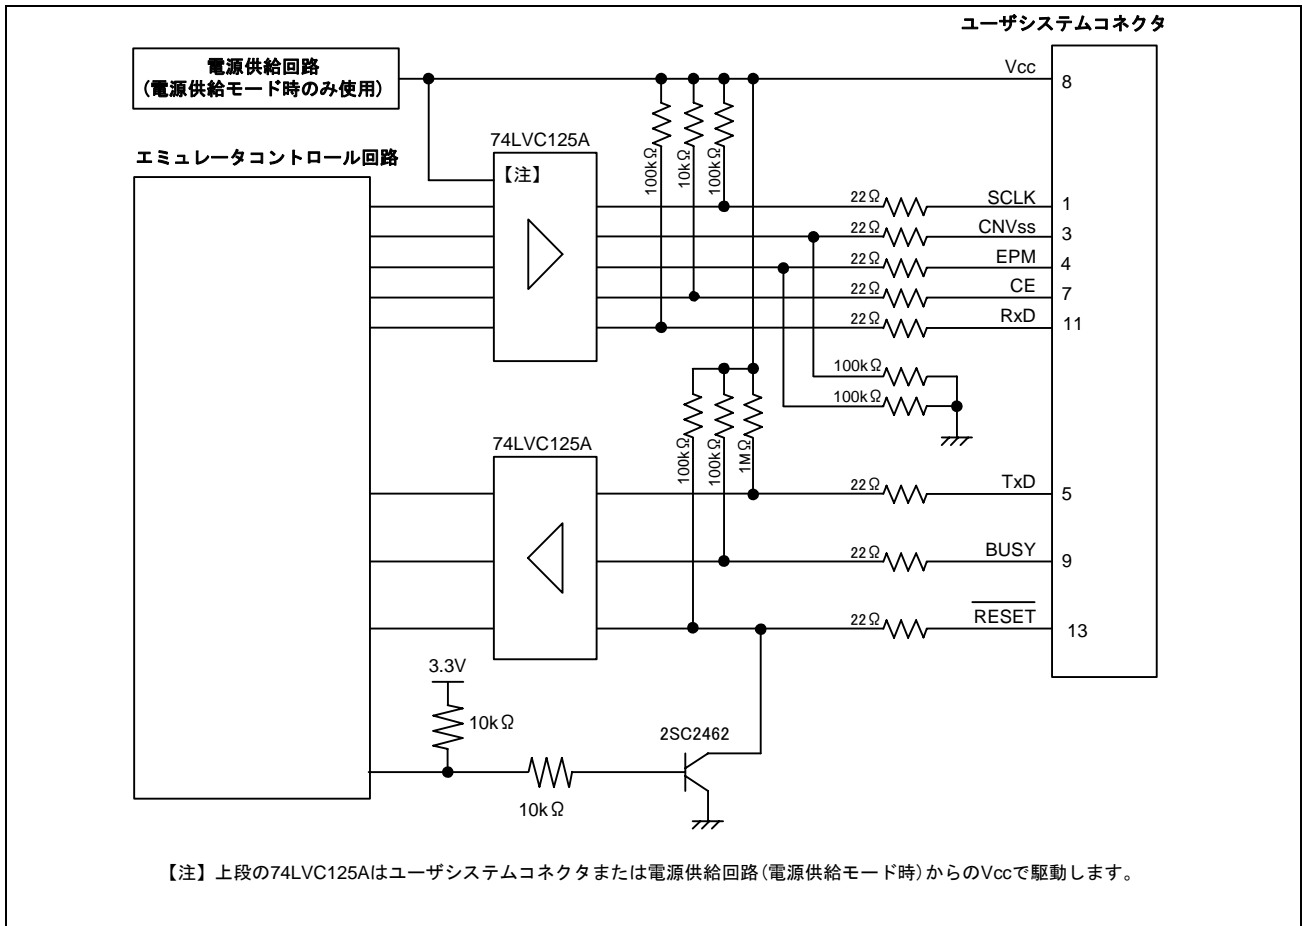 ユーザシステムコネクタ
電源供給回路
(電源供給モード時のみ使用)
Vcc
8
74LVC125A
エミュレータコントロール回路
【注】
100kΩ
10kΩ
100kΩ
22Ω
SCLK
1
22Ω
CNVss
3
22Ω
EPM
4
22Ω
CE
7
22Ω
RxD
11
100kΩ
100kΩ
74LVC125A
100kΩ
100kΩ
1MΩ
22Ω
TxD
5
22Ω
BUSY
9
22Ω
RESET
13
3.3V
10kΩ
2SC2462
10kΩ
【注】上段の74LVC125Aはユーザシステムコネクタまたは電源供給回路(電源供給モード時)からのVccで駆動します。